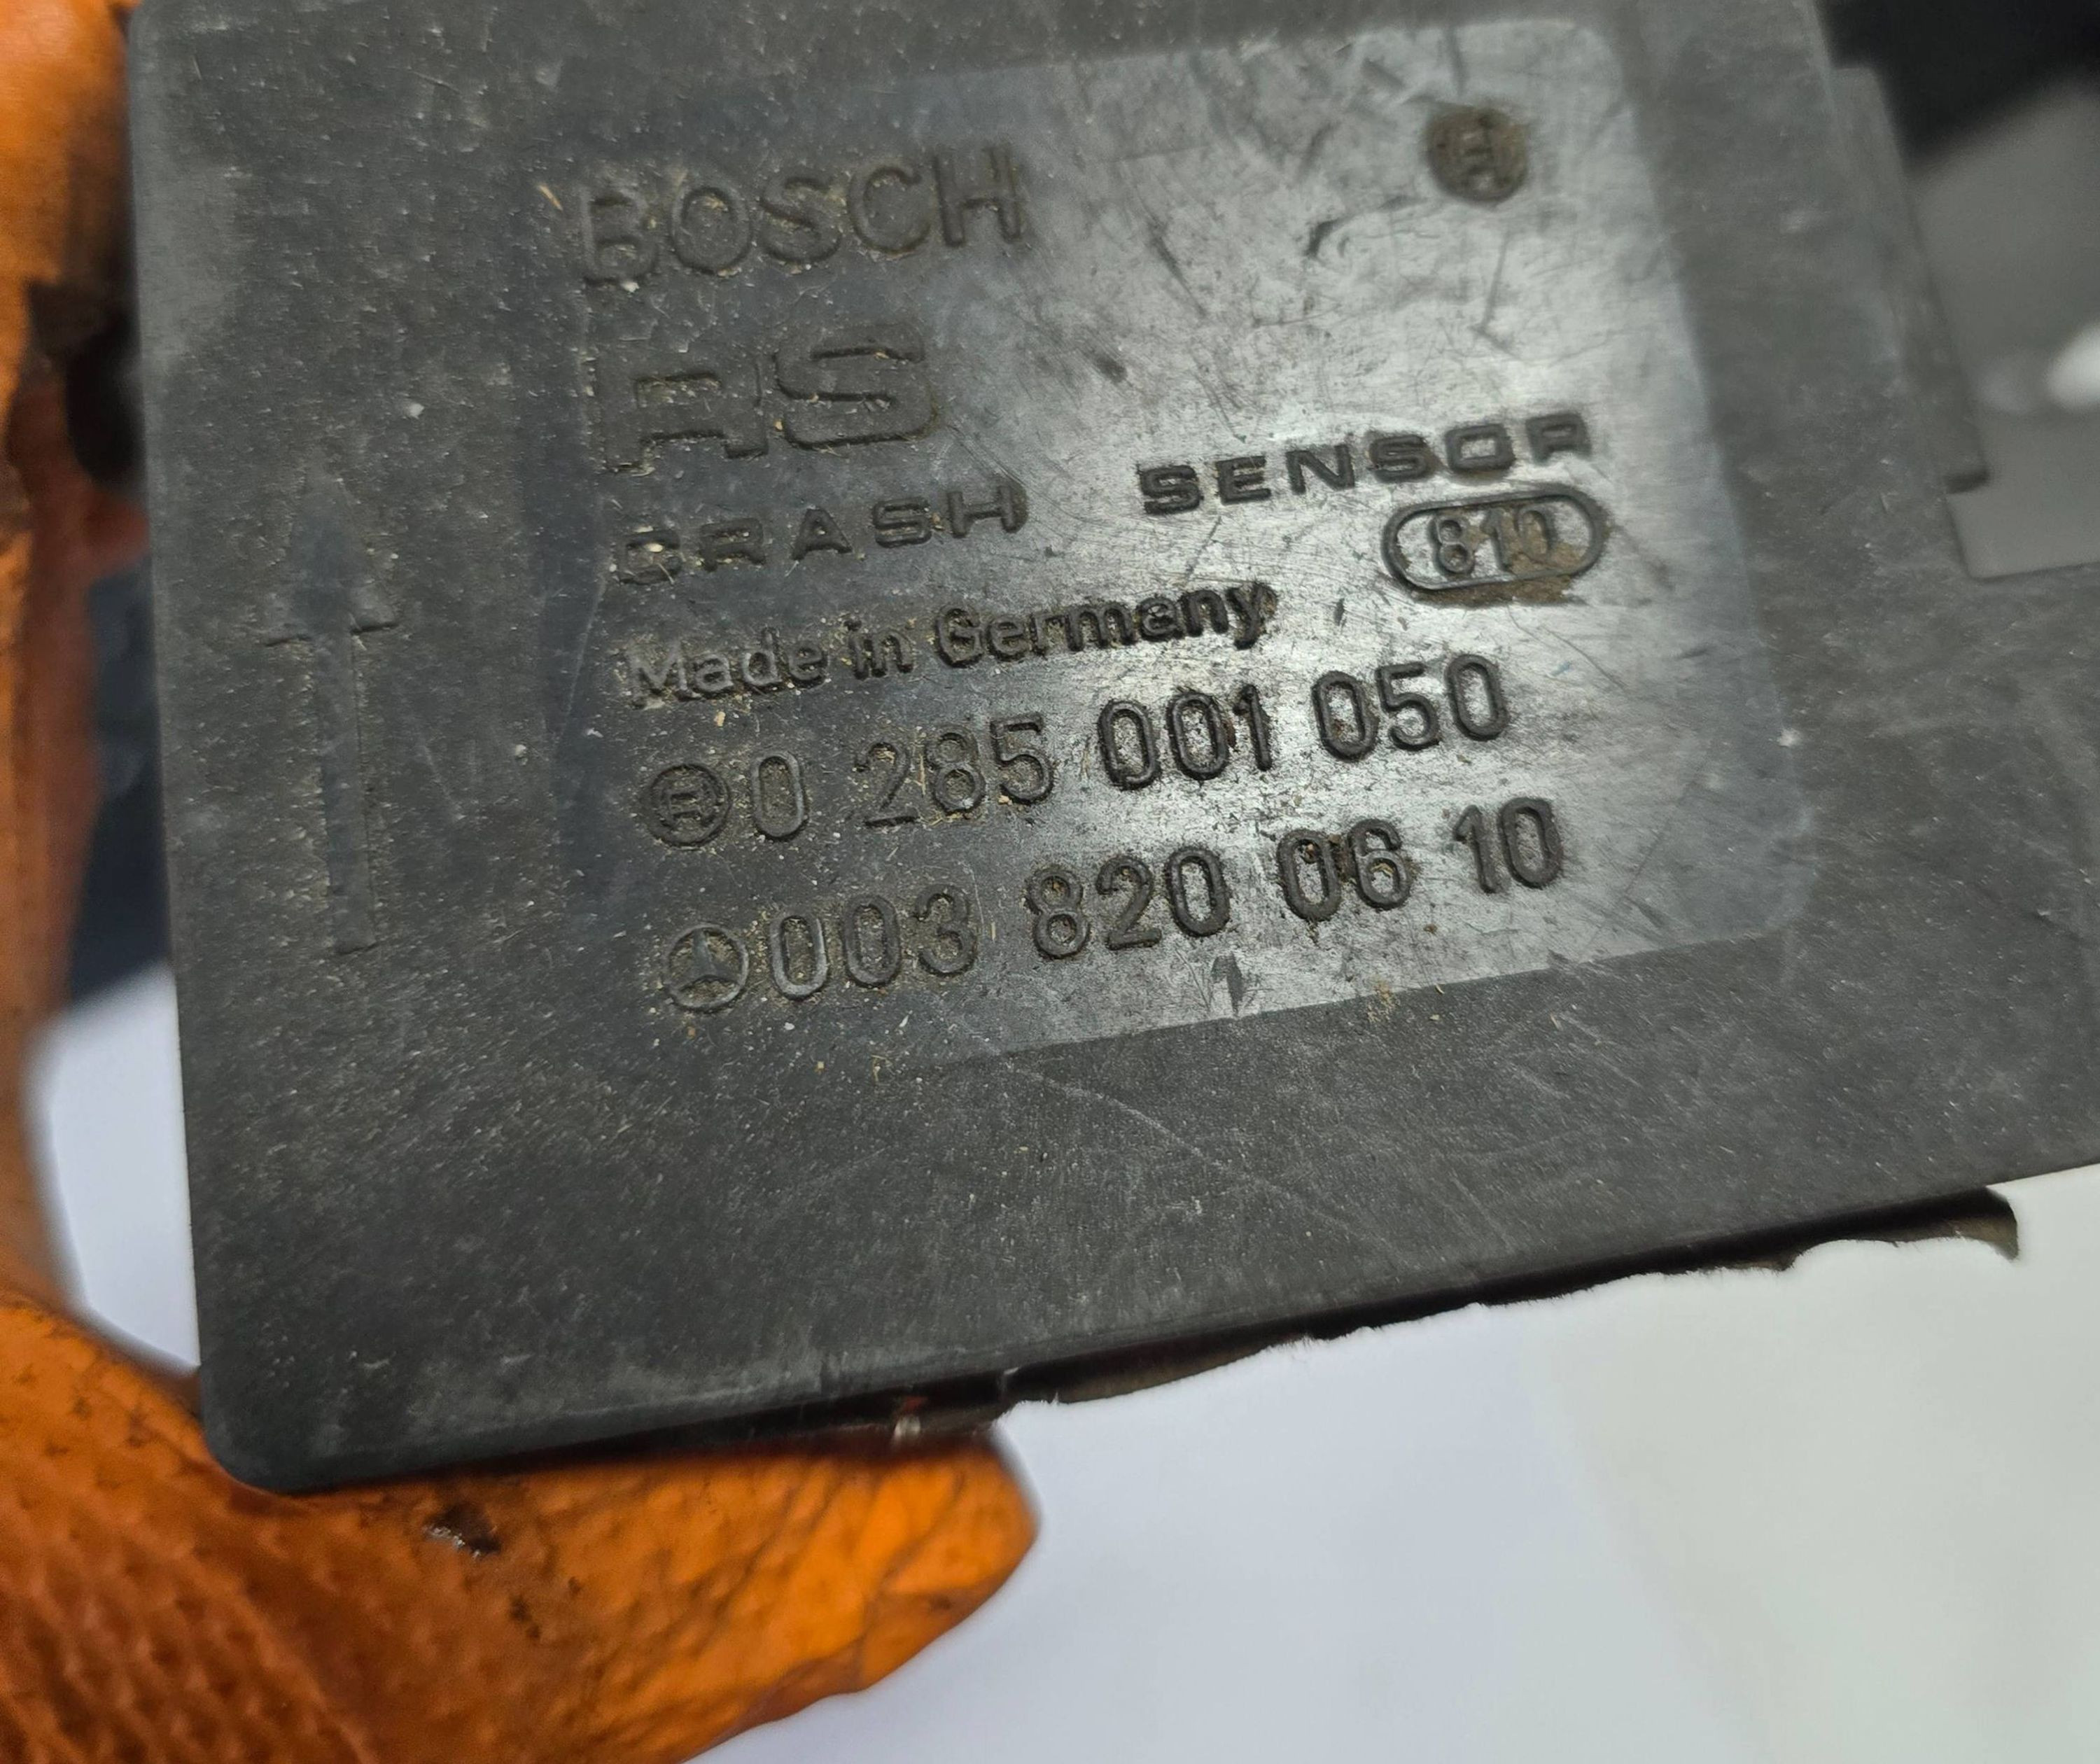 BOSCH
RS
CRASH SENSOR
810
Made in Germany
0 285 001 050
003 820 06 10